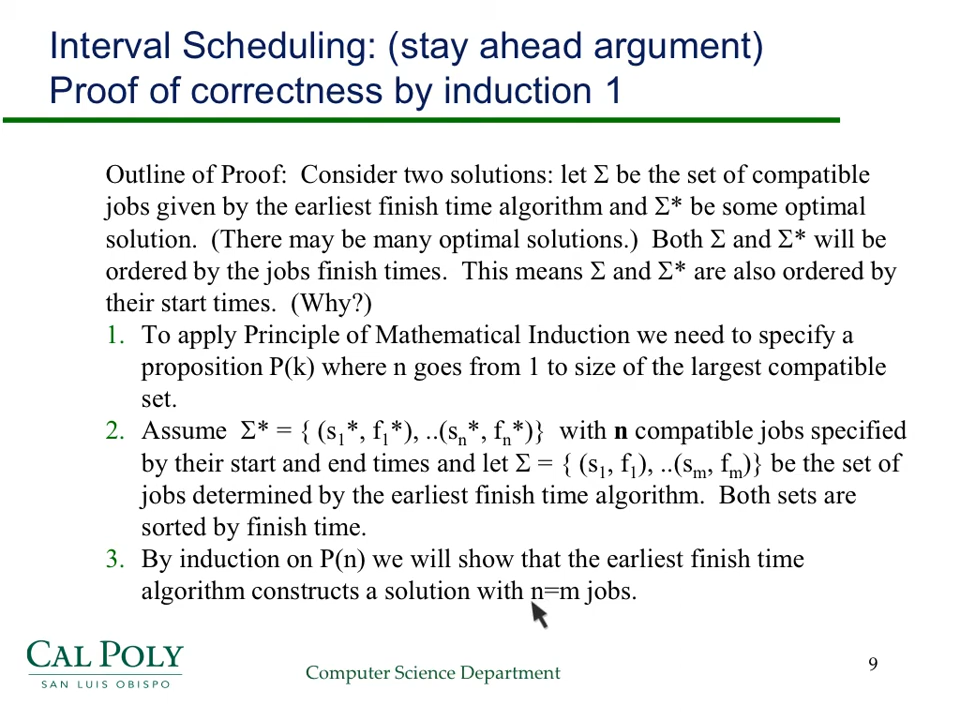 Interval Scheduling: (stay ahead argument)
Proof of correctness by induction 1
Outline of Proof:  Consider two solutions: let Σ be the set of compatible
jobs given by the earliest finish time algorithm and Σ* be some optimal
solution.  (There may be many optimal solutions.)  Both Σ and Σ* will be
ordered by the jobs finish times.  This means Σ and Σ* are also ordered by
their start times.  (Why?)
1. To apply Principle of Mathematical Induction we need to specify a
proposition P(k) where n goes from 1 to size of the largest compatible
set.
2. Assume  Σ* = { (s₁*, f₁*), ..(sₙ*, fₙ*)}  with n compatible jobs specified
by their start and end times and let Σ = { (s₁, f₁), ..(sₘ, fₘ)} be the set of
jobs determined by the earliest finish time algorithm.  Both sets are
sorted by finish time.
3. By induction on P(n) we will show that the earliest finish time
algorithm constructs a solution with n=m jobs.
CAL POLY
SAN LUIS OBISPO
Computer Science Department
9